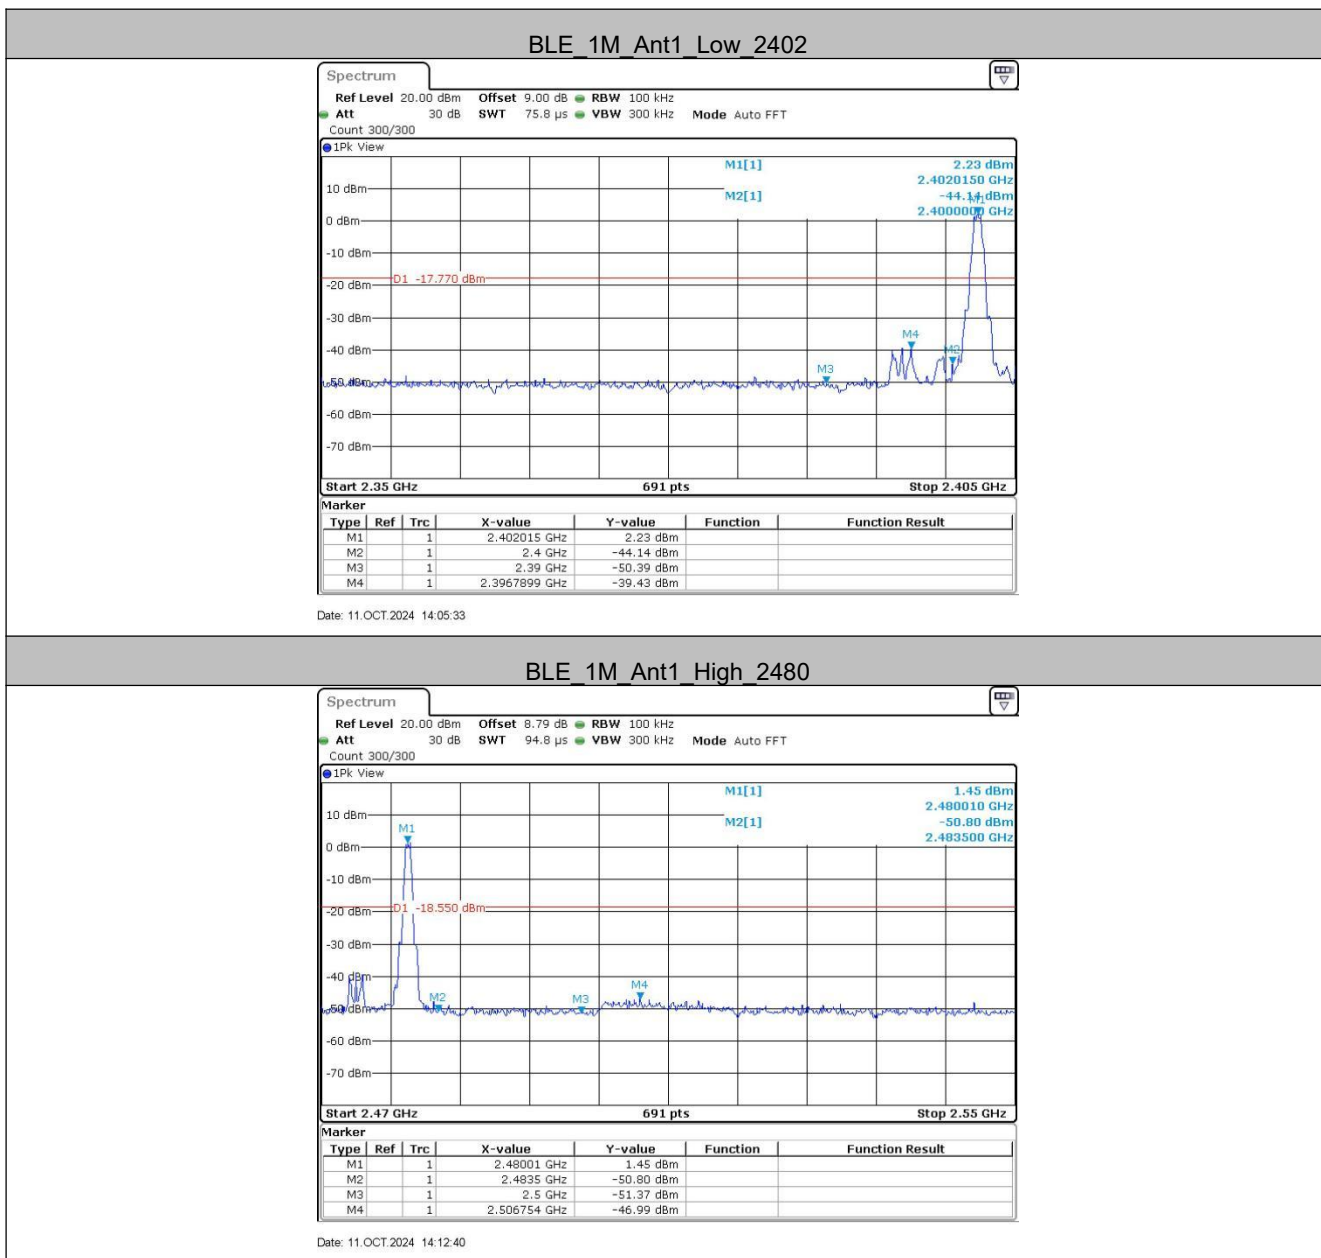 BLE_1M_Ant1_Low_2402
Spectrum
Ref Level 20.00 dBm Offset 9.00 dB RBW 100 kHz
Att 30 dB SWT 75.8 µs VBW 300 kHz Mode Auto FFT
Count 300/300
1Pk View
M1[1] 2.23 dBm
2.4020150 GHz
10 dBm M2[1] -44.14 dBm
2.4000000 GHz
M1
0 dBm
-10 dBm
D1 -17.770 dBm
-20 dBm
-30 dBm
M4
-40 dBm
M2
M3
-50 dBm
-60 dBm
-70 dBm
Start 2.35 GHz 691 pts Stop 2.405 GHz
Marker
Type Ref Trc X-value Y-value Function Function Result
M1 1 2.402015 GHz 2.23 dBm
M2 1 2.4 GHz -44.14 dBm
M3 1 2.39 GHz -50.39 dBm
M4 1 2.3967899 GHz -39.43 dBm
Date: 11.OCT.2024 14:05:33
BLE_1M_Ant1_High_2480
Spectrum
Ref Level 20.00 dBm Offset 8.79 dB RBW 100 kHz
Att 30 dB SWT 94.8 µs VBW 300 kHz Mode Auto FFT
Count 300/300
1Pk View
M1[1] 1.45 dBm
2.480010 GHz
10 dBm M2[1] -50.80 dBm
2.483500 GHz
M1
0 dBm
-10 dBm
D1 -18.550 dBm
-20 dBm
-30 dBm
-40 dBm
M4
M2 M3
-50 dBm
-60 dBm
-70 dBm
Start 2.47 GHz 691 pts Stop 2.55 GHz
Marker
Type Ref Trc X-value Y-value Function Function Result
M1 1 2.48001 GHz 1.45 dBm
M2 1 2.4835 GHz -50.80 dBm
M3 1 2.5 GHz -51.37 dBm
M4 1 2.506754 GHz -46.99 dBm
Date: 11.OCT.2024 14:12:40